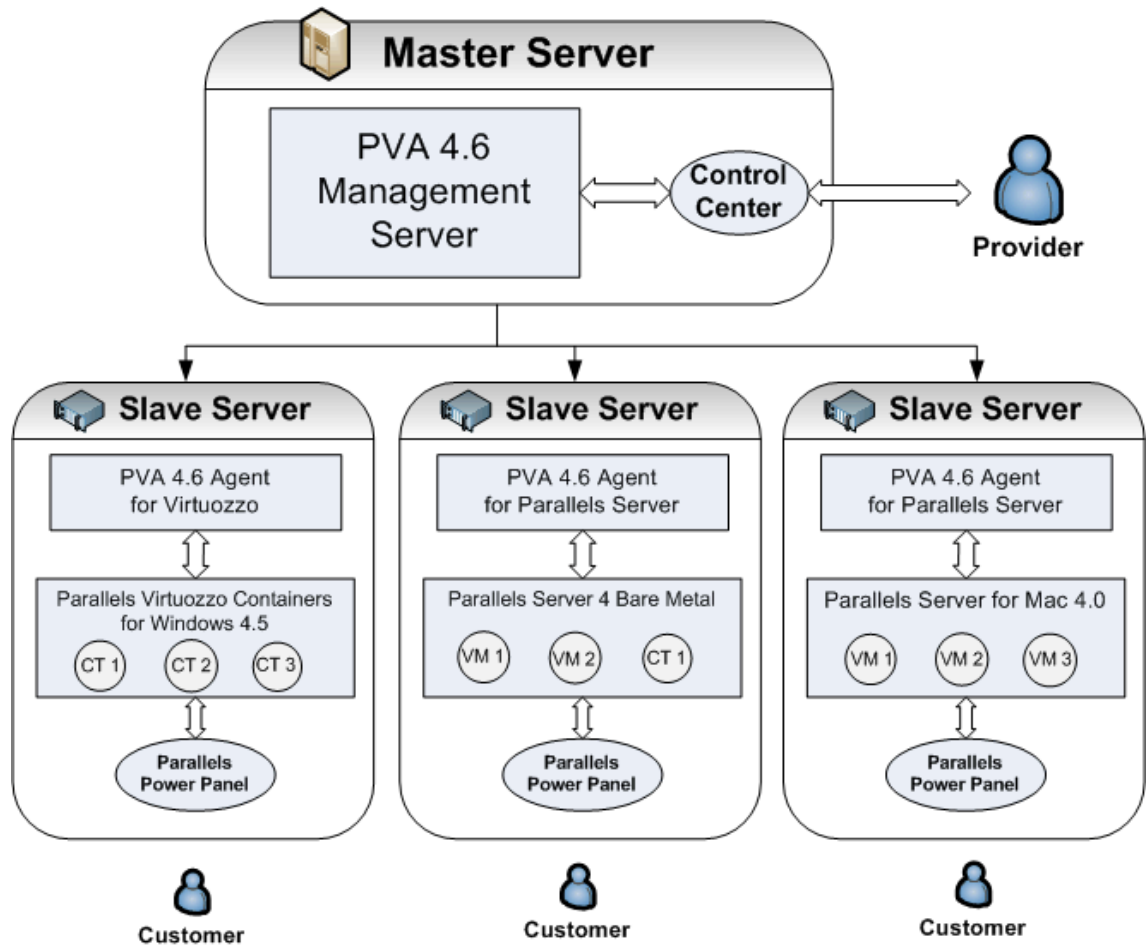 Master Server
PVA 4.6
Management
Server
Control
Center
Provider
Slave Server
PVA 4.6 Agent
for Virtuozzo
Parallels Virtuozzo Containers
for Windows 4.5
CT 1
CT 2
CT 3
Parallels
Power Panel
Customer
Slave Server
PVA 4.6 Agent
for Parallels Server
Parallels Server 4 Bare Metal
VM 1
VM 2
CT 1
Parallels
Power Panel
Customer
Slave Server
PVA 4.6 Agent
for Parallels Server
Parallels Server for Mac 4.0
VM 1
VM 2
VM 3
Parallels
Power Panel
Customer